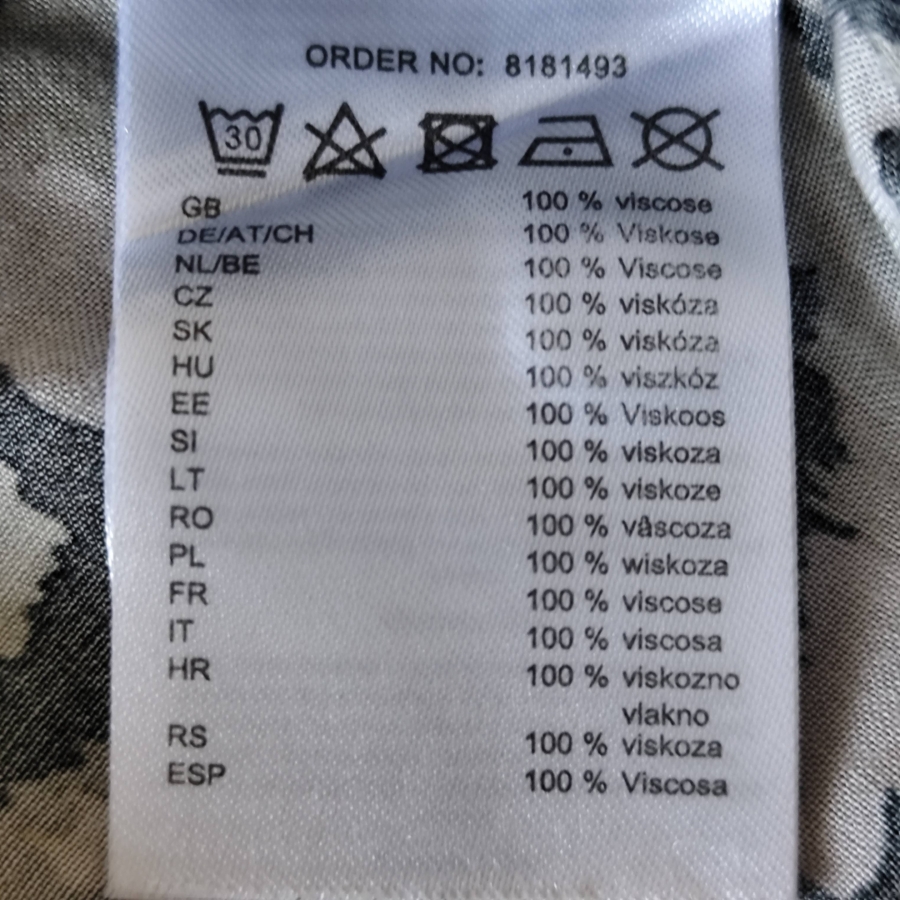 ORDER NO: 8181493
30
GB 100 % viscose
DE/AT/CH 100 % Viskose
NL/BE 100 % Viscose
CZ 100 % viskóza
SK 100 % viskóza
HU 100 % viszkóz
EE 100 % Viskoos
SI 100 % viskoza
LT 100 % viskoze
RO 100 % vâscoza
PL 100 % wiskoza
FR 100 % viscose
IT 100 % viscosa
HR 100 % viskozno
vlakno
RS 100 % viskoza
ESP 100 % Viscosa